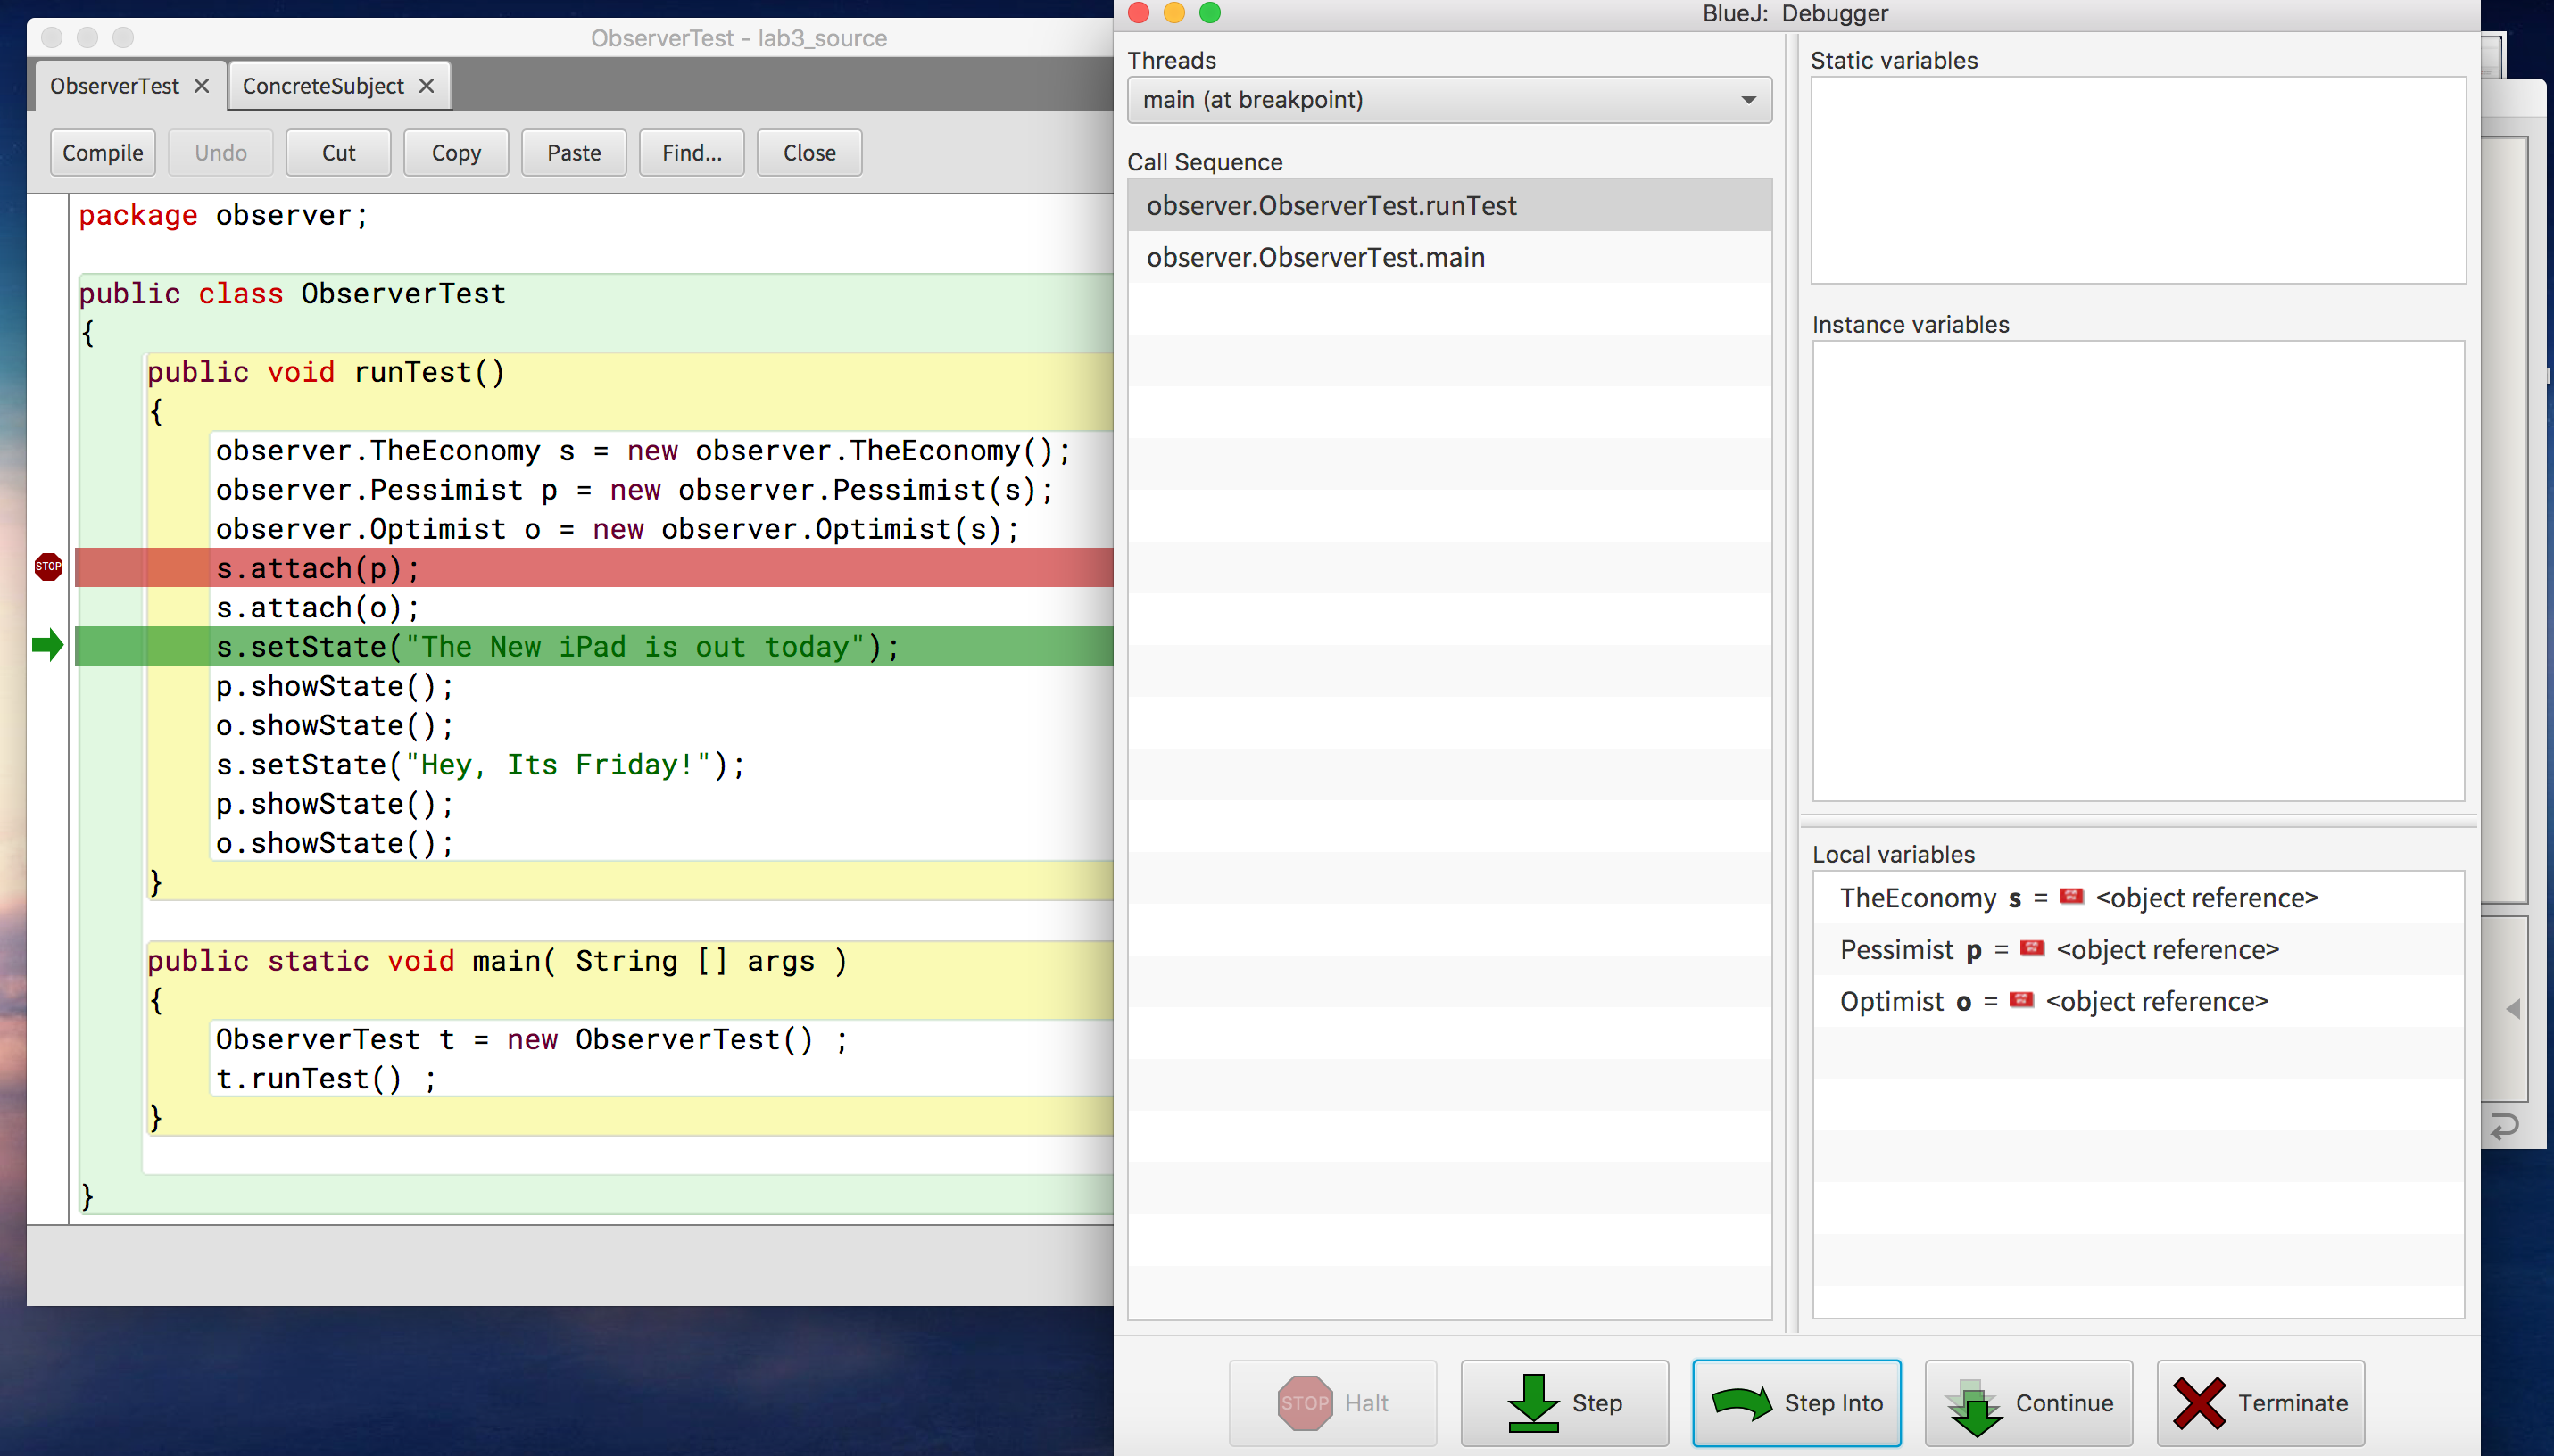 ObserverTest - lab3_source
ObserverTest
ConcreteSubject
Compile
Undo
Cut
Copy
Paste
Find...
Close
package observer;
public class ObserverTest
{
public void runTest()
{
observer.TheEconomy s = new observer.TheEconomy();
observer.Pessimist p = new observer.Pessimist(s);
observer.Optimist o = new observer.Optimist(s);
STOP
s.attach(p);
s.attach(o);
s.setState("The New iPad is out today");
p.showState();
o.showState();
s.setState("Hey, Its Friday!");
p.showState();
o.showState();
}
public static void main( String [] args )
{
ObserverTest t = new ObserverTest() ;
t.runTest() ;
}
}
BlueJ: Debugger
Threads
main (at breakpoint)
Call Sequence
observer.ObserverTest.runTest
observer.ObserverTest.main
Static variables
Instance variables
Local variables
TheEconomy s = <object reference>
Pessimist p = <object reference>
Optimist o = <object reference>
STOP Halt
Step
Step Into
Continue
Terminate